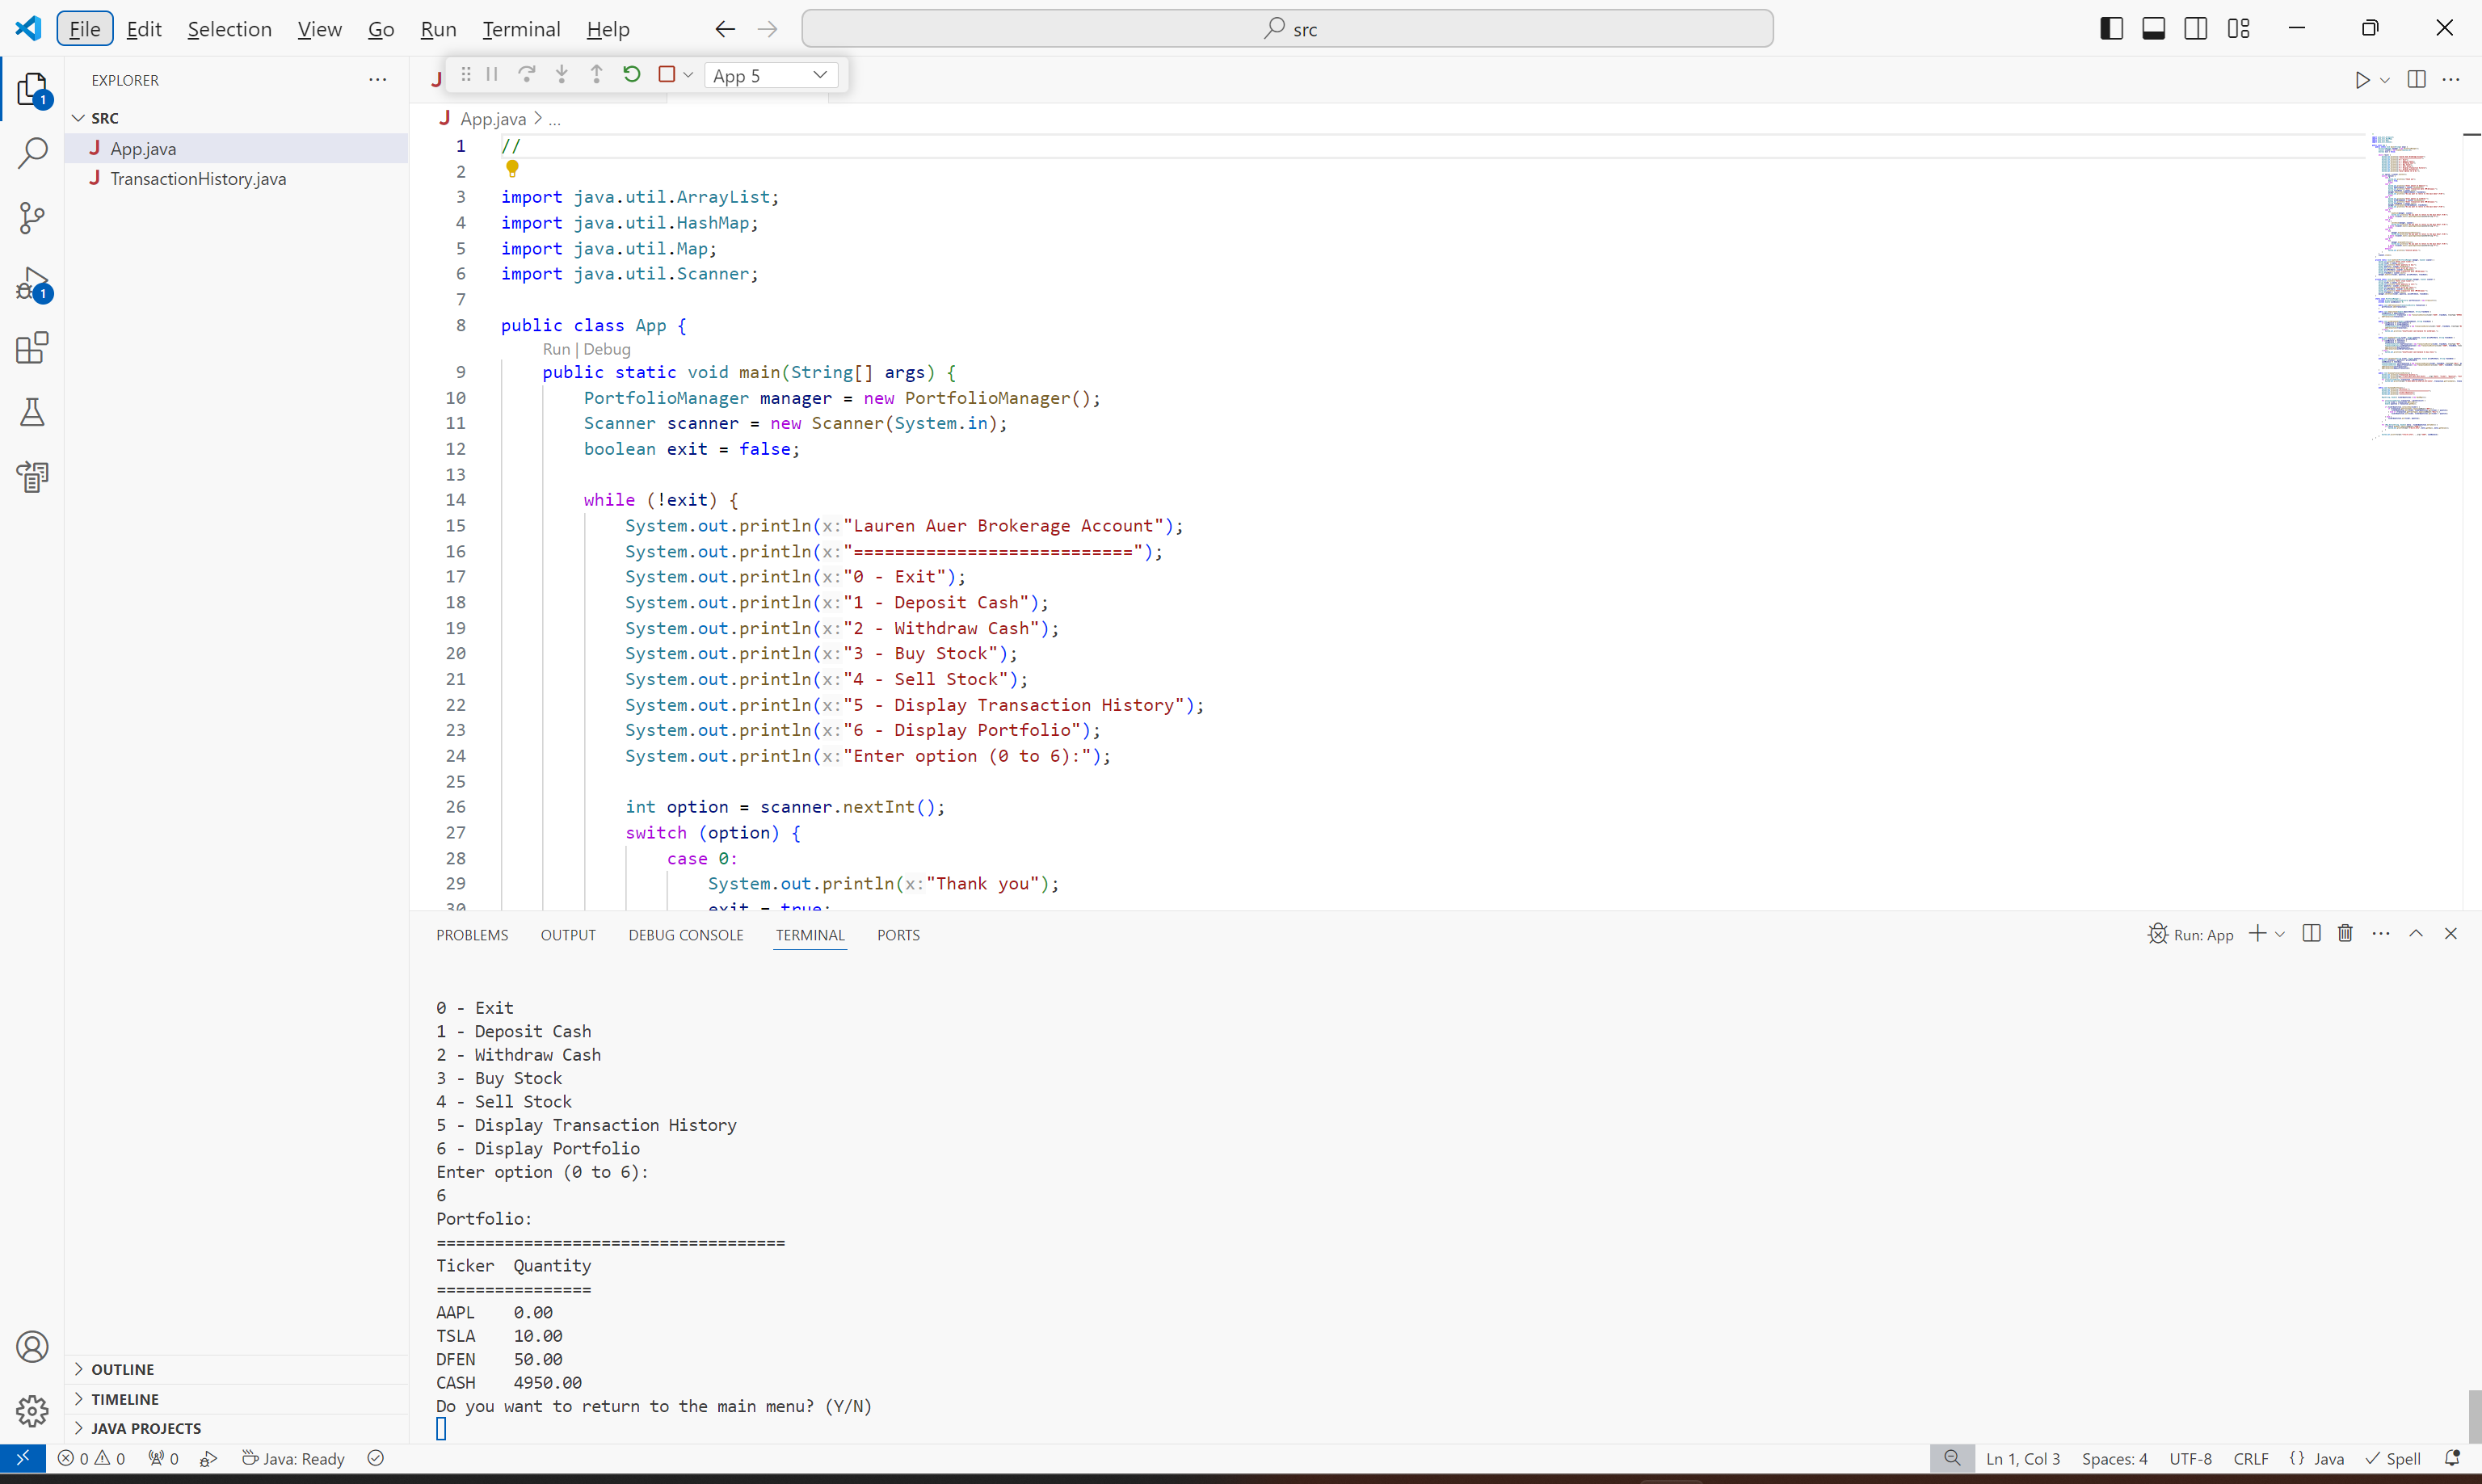 File Edit Selection View Go Run Terminal Help
src
EXPLORER
App 5
SRC
App.java
TransactionHistory.java
App.java > ...
1 //
2
3 import java.util.ArrayList;
4 import java.util.HashMap;
5 import java.util.Map;
6 import java.util.Scanner;
7
8 public class App {
Run | Debug
9 public static void main(String[] args) {
10 PortfolioManager manager = new PortfolioManager();
11 Scanner scanner = new Scanner(System.in);
12 boolean exit = false;
13
14 while (!exit) {
15 System.out.println(x:"Lauren Auer Brokerage Account");
16 System.out.println(x:"===========================");
17 System.out.println(x:"0 - Exit");
18 System.out.println(x:"1 - Deposit Cash");
19 System.out.println(x:"2 - Withdraw Cash");
20 System.out.println(x:"3 - Buy Stock");
21 System.out.println(x:"4 - Sell Stock");
22 System.out.println(x:"5 - Display Transaction History");
23 System.out.println(x:"6 - Display Portfolio");
24 System.out.println(x:"Enter option (0 to 6):");
25
26 int option = scanner.nextInt();
27 switch (option) {
28 case 0:
29 System.out.println(x:"Thank you");
30 exit = true;
PROBLEMS OUTPUT DEBUG CONSOLE TERMINAL PORTS
Run: App
0 - Exit
1 - Deposit Cash
2 - Withdraw Cash
3 - Buy Stock
4 - Sell Stock
5 - Display Transaction History
6 - Display Portfolio
Enter option (0 to 6):
6
Portfolio:
====================================
Ticker Quantity
================
AAPL 0.00
TSLA 10.00
DFEN 50.00
CASH 4950.00
Do you want to return to the main menu? (Y/N)
OUTLINE
TIMELINE
JAVA PROJECTS
0 0 0 Java: Ready
Ln 1, Col 3 Spaces: 4 UTF-8 CRLF {} Java Spell